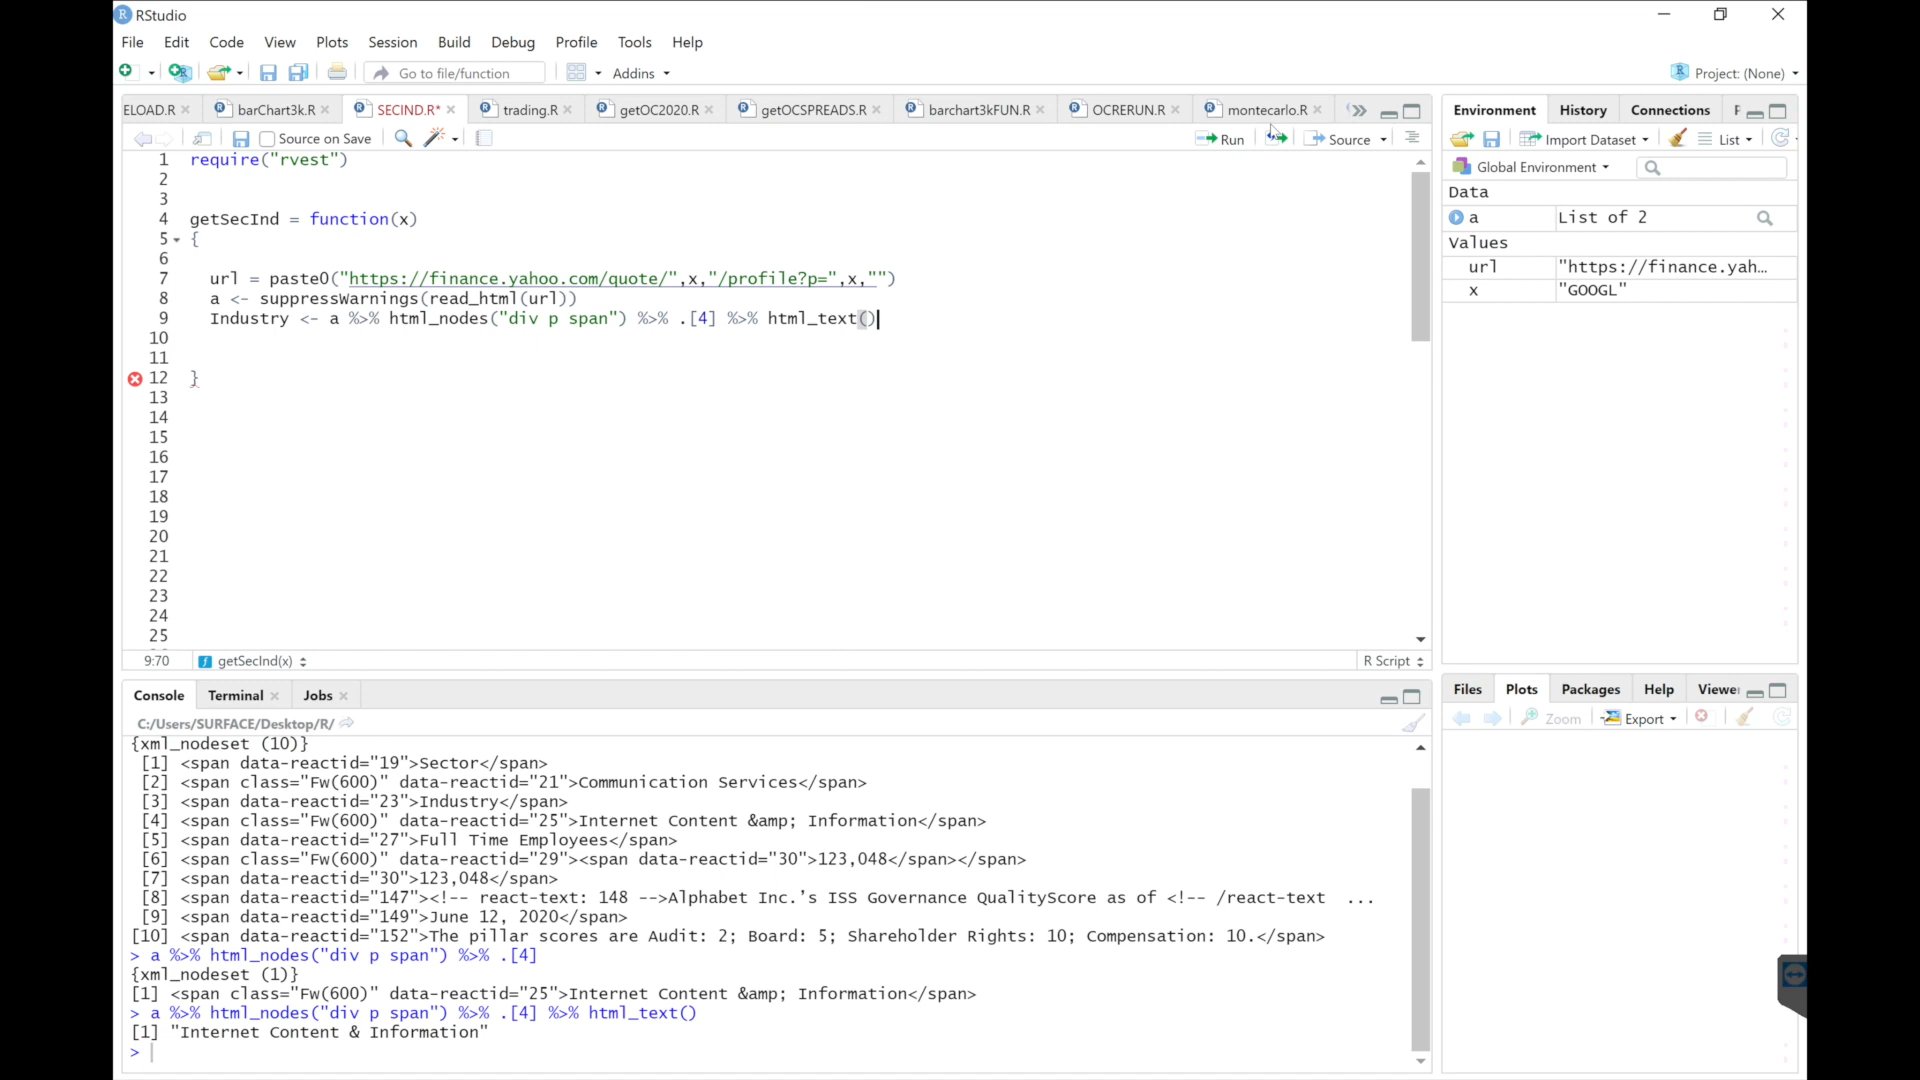 RStudio
File Edit Code View Plots Session Build Debug Profile Tools Help
Go to file/function Addins Project: (None)
ELOAD.R barChart3k.R SECIND.R* trading.R getOC2020.R getOCSPREADS.R barchart3kFUN.R OCRERUN.R montecarlo.R
Source on Save Run Source
1 require("rvest")
2
3
4 getSecInd = function(x)
5 {
6
7 url = paste0("https://finance.yahoo.com/quote/",x,"/profile?p=",x,"")
8 a <- suppressWarnings(read_html(url))
9 Industry <- a %>% html_nodes("div p span") %>% .[4] %>% html_text()
10
11
12 }
13
14
15
16
17
18
19
20
21
22
23
24
25
9:70 getSecInd(x) R Script
Console Terminal Jobs
C:/Users/SURFACE/Desktop/R/
{xml_nodeset (10)}
[1] <span data-reactid="19">Sector</span>
[2] <span class="Fw(600)" data-reactid="21">Communication Services</span>
[3] <span data-reactid="23">Industry</span>
[4] <span class="Fw(600)" data-reactid="25">Internet Content &amp; Information</span>
[5] <span data-reactid="27">Full Time Employees</span>
[6] <span class="Fw(600)" data-reactid="29"><span data-reactid="30">123,048</span></span>
[7] <span data-reactid="30">123,048</span>
[8] <span data-reactid="147"><!-- react-text: 148 -->Alphabet Inc.’s ISS Governance QualityScore as of <!-- /react-text ...
[9] <span data-reactid="149">June 12, 2020</span>
[10] <span data-reactid="152">The pillar scores are Audit: 2; Board: 5; Shareholder Rights: 10; Compensation: 10.</span>
> a %>% html_nodes("div p span") %>% .[4]
{xml_nodeset (1)}
[1] <span class="Fw(600)" data-reactid="25">Internet Content &amp; Information</span>
> a %>% html_nodes("div p span") %>% .[4] %>% html_text()
[1] "Internet Content & Information"
>
Environment History Connections
Import Dataset List
Global Environment
Data
a List of 2
Values
url "https://finance.yah…
x "GOOGL"
Files Plots Packages Help Viewe
Zoom Export